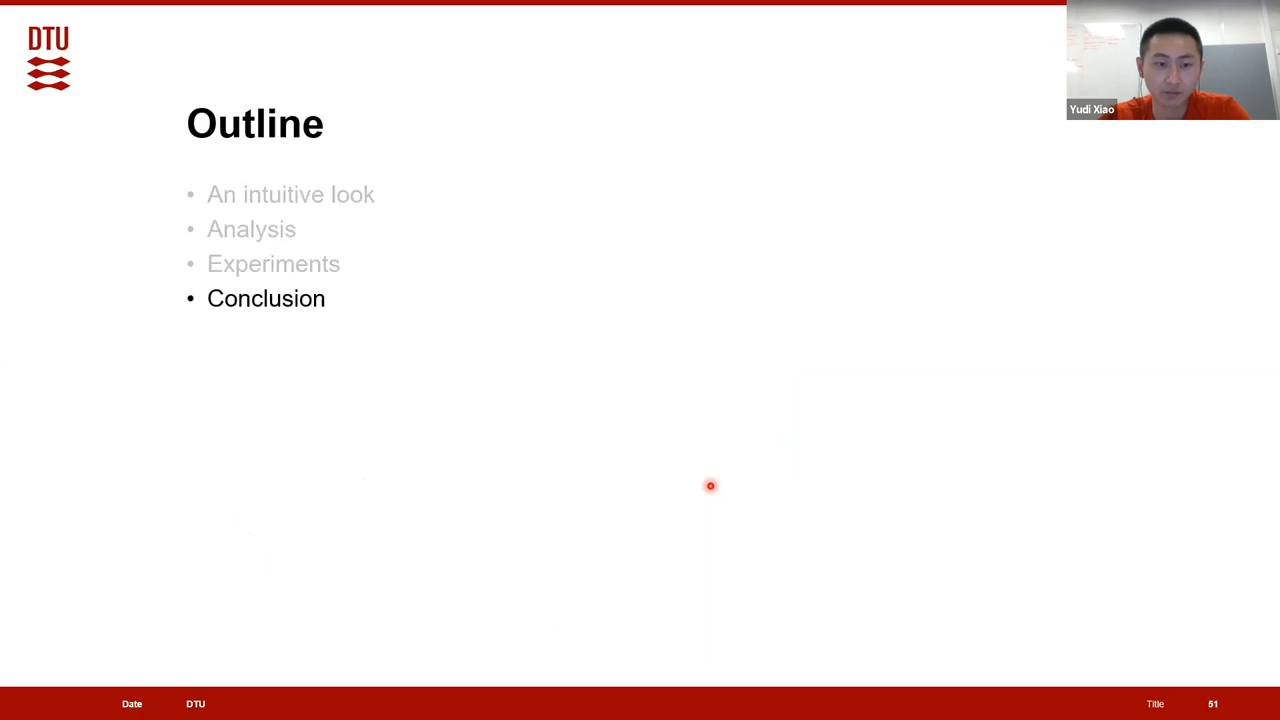 DTU
Yudi Xiao
Outline
• An intuitive look
• Analysis
• Experiments
• Conclusion
Date DTU Title 51